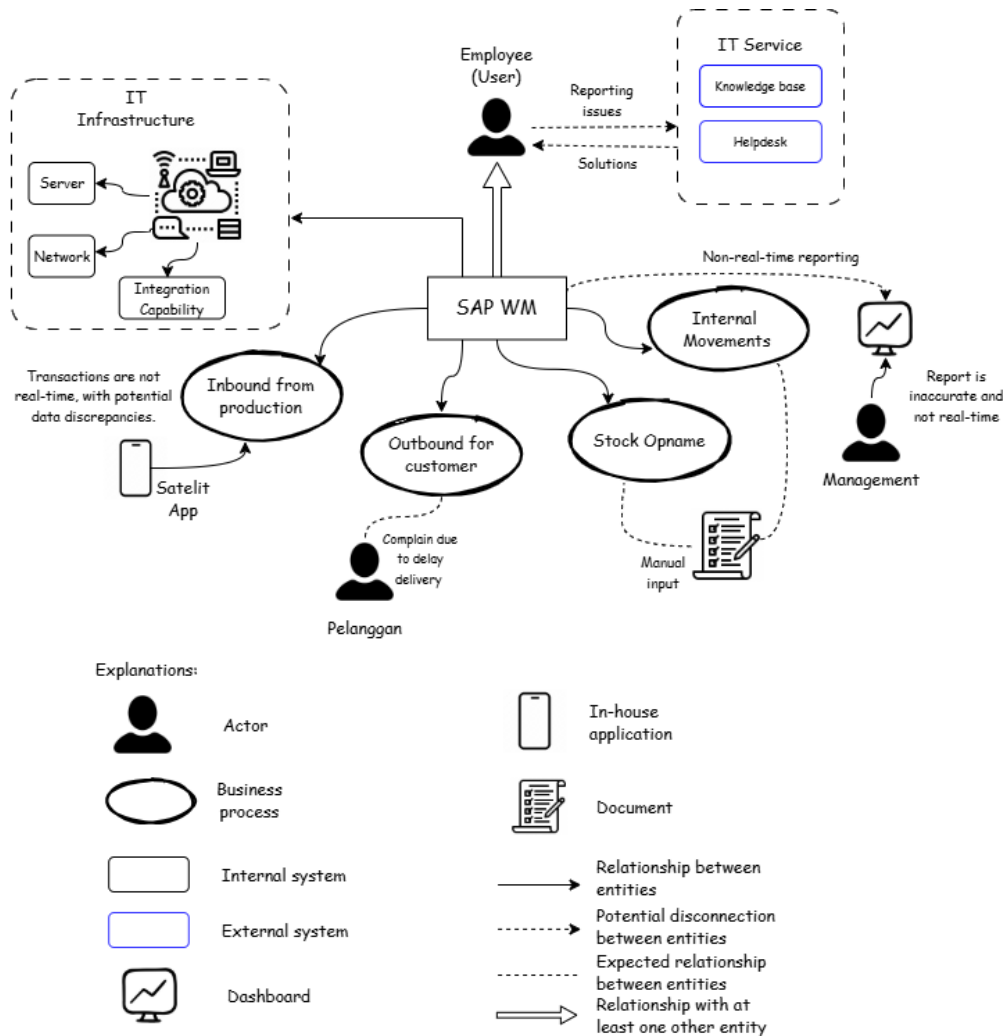 IT
Infrastructure
Server
Network
Integration
Capability
Employee
(User)
Reporting
issues
Solutions
IT Service
Knowledge base
Helpdesk
SAP WM
Non-real-time reporting
Internal
Movements
Inbound from
production
Transactions are not
real-time, with potential
data discrepancies.
Satelit
App
Outbound for
customer
Stock Opname
Report is
inaccurate and
not real-time
Management
Complain due
to delay
delivery
Pelanggan
Manual
input
Explanations:
Actor
Business
process
Internal system
External system
Dashboard
In-house
application
Document
Relationship between
entities
Potential disconnection
between entities
Expected relationship
between entities
Relationship with at
least one other entity